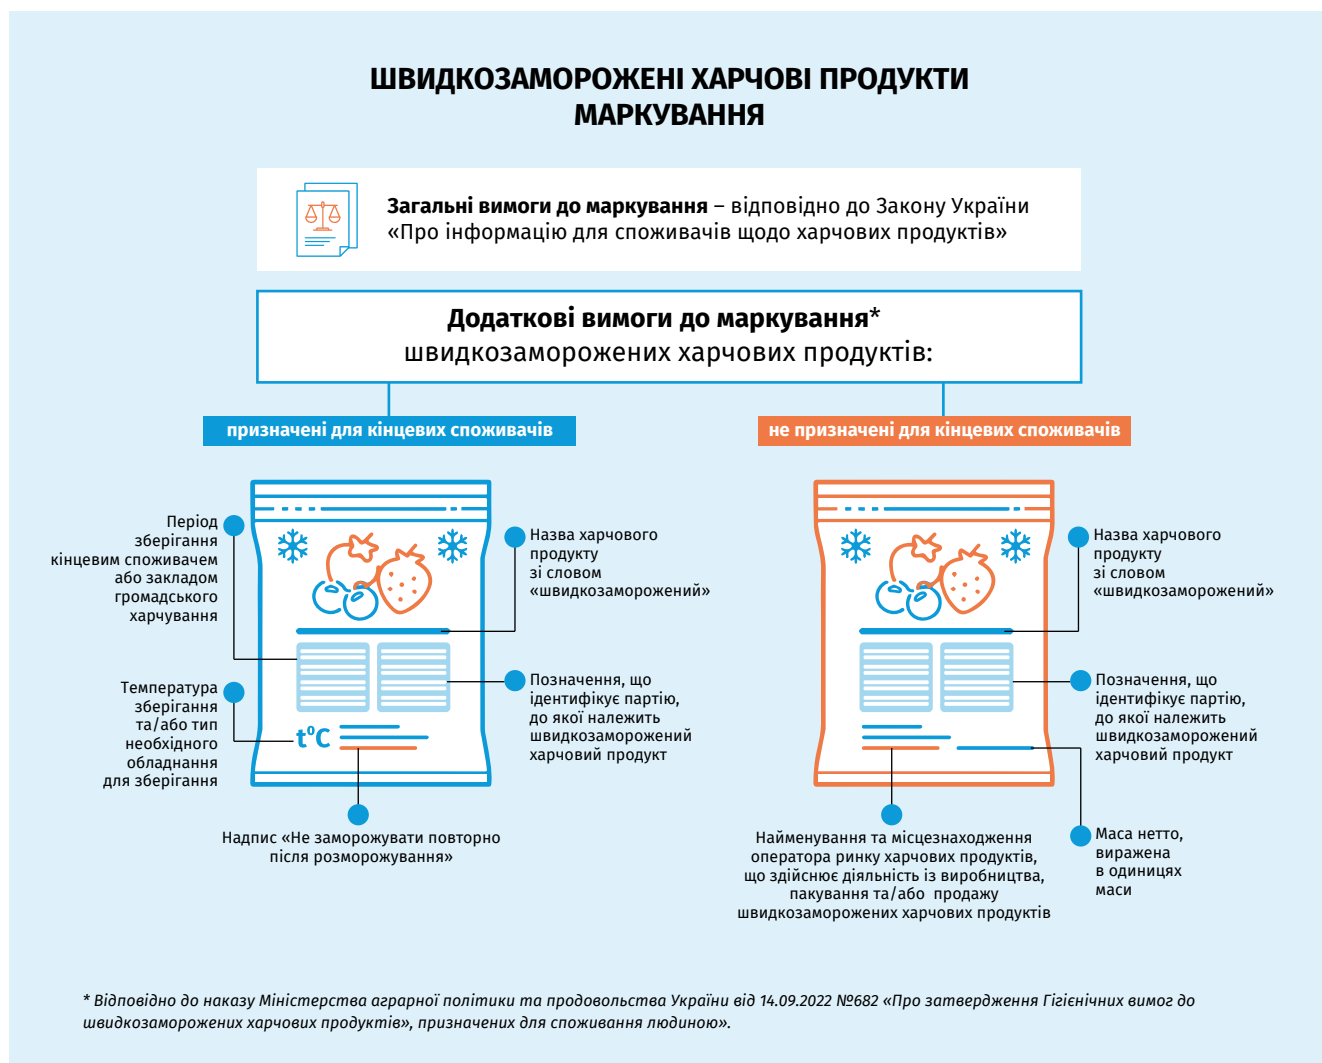 ШВИДКОЗАМОРОЖЕНІ ХАРЧОВІ ПРОДУКТИ
МАРКУВАННЯ
Загальні вимоги до маркування – відповідно до Закону України
«Про інформацію для споживачів щодо харчових продуктів»
Додаткові вимоги до маркування*
швидкозаморожених харчових продуктів:
призначені для кінцевих споживачів
Період
зберігання
кінцевим споживачем
або закладом
громадського
харчування
Назва харчового
продукту
зі словом
«швидкозаморожений»
Температура
зберігання
та/або тип
необхідного
обладнання
для зберігання
Позначення, що
ідентифікує партію,
до якої належить
швидкозаморожений
харчовий продукт
t⁰C
Надпис «Не заморожувати повторно
після розморожування»
не призначені для кінцевих споживачів
Назва харчового
продукту
зі словом
«швидкозаморожений»
Позначення, що
ідентифікує партію,
до якої належить
швидкозаморожений
харчовий продукт
Найменування та місцезнаходження
оператора ринку харчових продуктів,
що здійснює діяльність із виробництва,
пакування та/або продажу
швидкозаморожених харчових продуктів
Маса нетто,
виражена
в одиницях
маси
* Відповідно до наказу Міністерства аграрної політики та продовольства України від 14.09.2022 №682 «Про затвердження Гігієнічних вимог до
швидкозаморожених харчових продуктів», призначених для споживання людиною».